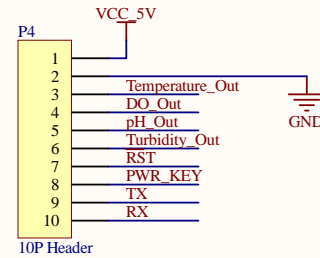 VCC_5V
P4
1
2
3 Temperature_Out
4 DO_Out
GND
5 pH_Out
6 Turbidity_Out
7 RST
8 PWR_KEY
9 TX
10 RX
10P Header